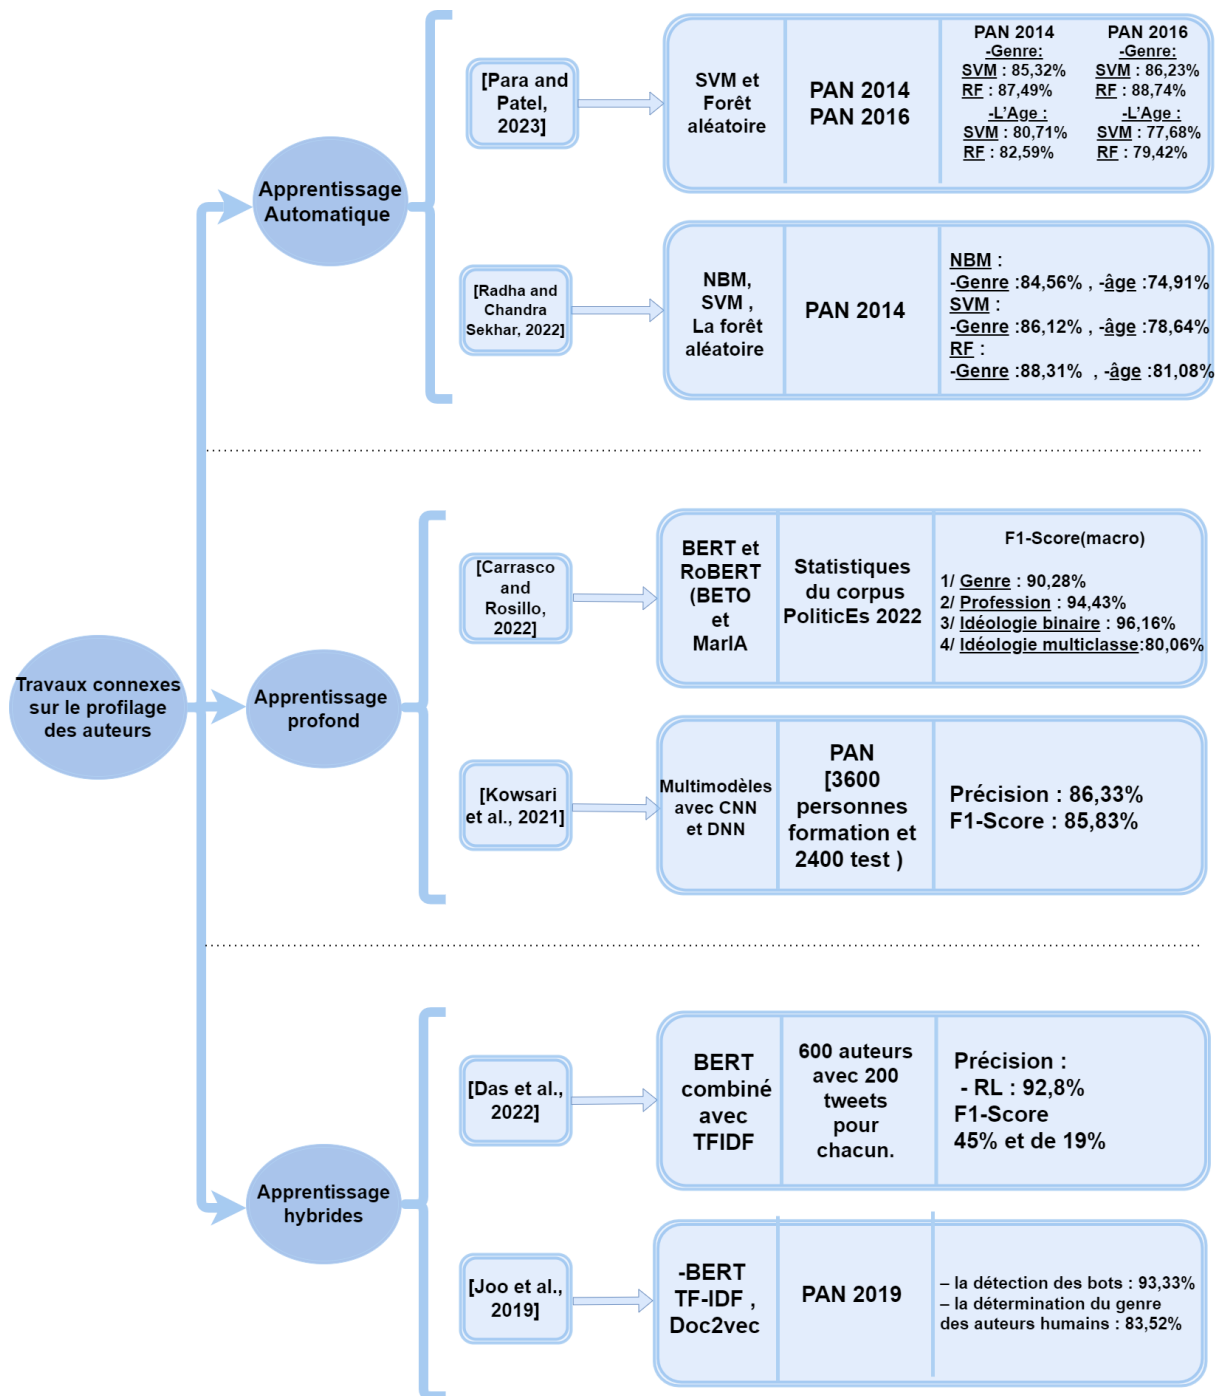 Travaux connexes
sur le profilage
des auteurs
Apprentissage
Automatique
[Para and
Patel,
2023]
SVM et
Forêt
aléatoire
PAN 2014
PAN 2016
PAN 2014
-Genre:
SVM : 85,32%
RF : 87,49%
-L'Age :
SVM : 80,71%
RF : 82,59%
PAN 2016
-Genre:
SVM : 86,23%
RF : 88,74%
-L'Age :
SVM : 77,68%
RF : 79,42%
[Radha and
Chandra
Sekhar, 2022]
NBM,
SVM ,
La forêt
aléatoire
PAN 2014
NBM :
-Genre :84,56% , -âge :74,91%
SVM :
-Genre :86,12% , -âge :78,64%
RF :
-Genre :88,31% , -âge :81,08%
Apprentissage
profond
[Carrasco
and
Rosillo,
2022]
BERT et
RoBERT
(BETO
et
MarIA
Statistiques
du corpus
PoliticEs 2022
F1-Score(macro)
1/ Genre : 90,28%
2/ Profession : 94,43%
3/ Idéologie binaire : 96,16%
4/ Idéologie multiclasse:80,06%
[Kowsari
et al., 2021]
Multimodèles
avec CNN
et DNN
PAN
[3600
personnes
formation et
2400 test )
Précision : 86,33%
F1-Score : 85,83%
Apprentissage
hybrides
[Das et al.,
2022]
BERT
combiné
avec
TFIDF
600 auteurs
avec 200
tweets
pour
chacun.
Précision :
- RL : 92,8%
F1-Score
45% et de 19%
[Joo et al.,
2019]
-BERT
TF-IDF ,
Doc2vec
PAN 2019
– la détection des bots : 93,33%
– la détermination du genre
des auteurs humains : 83,52%